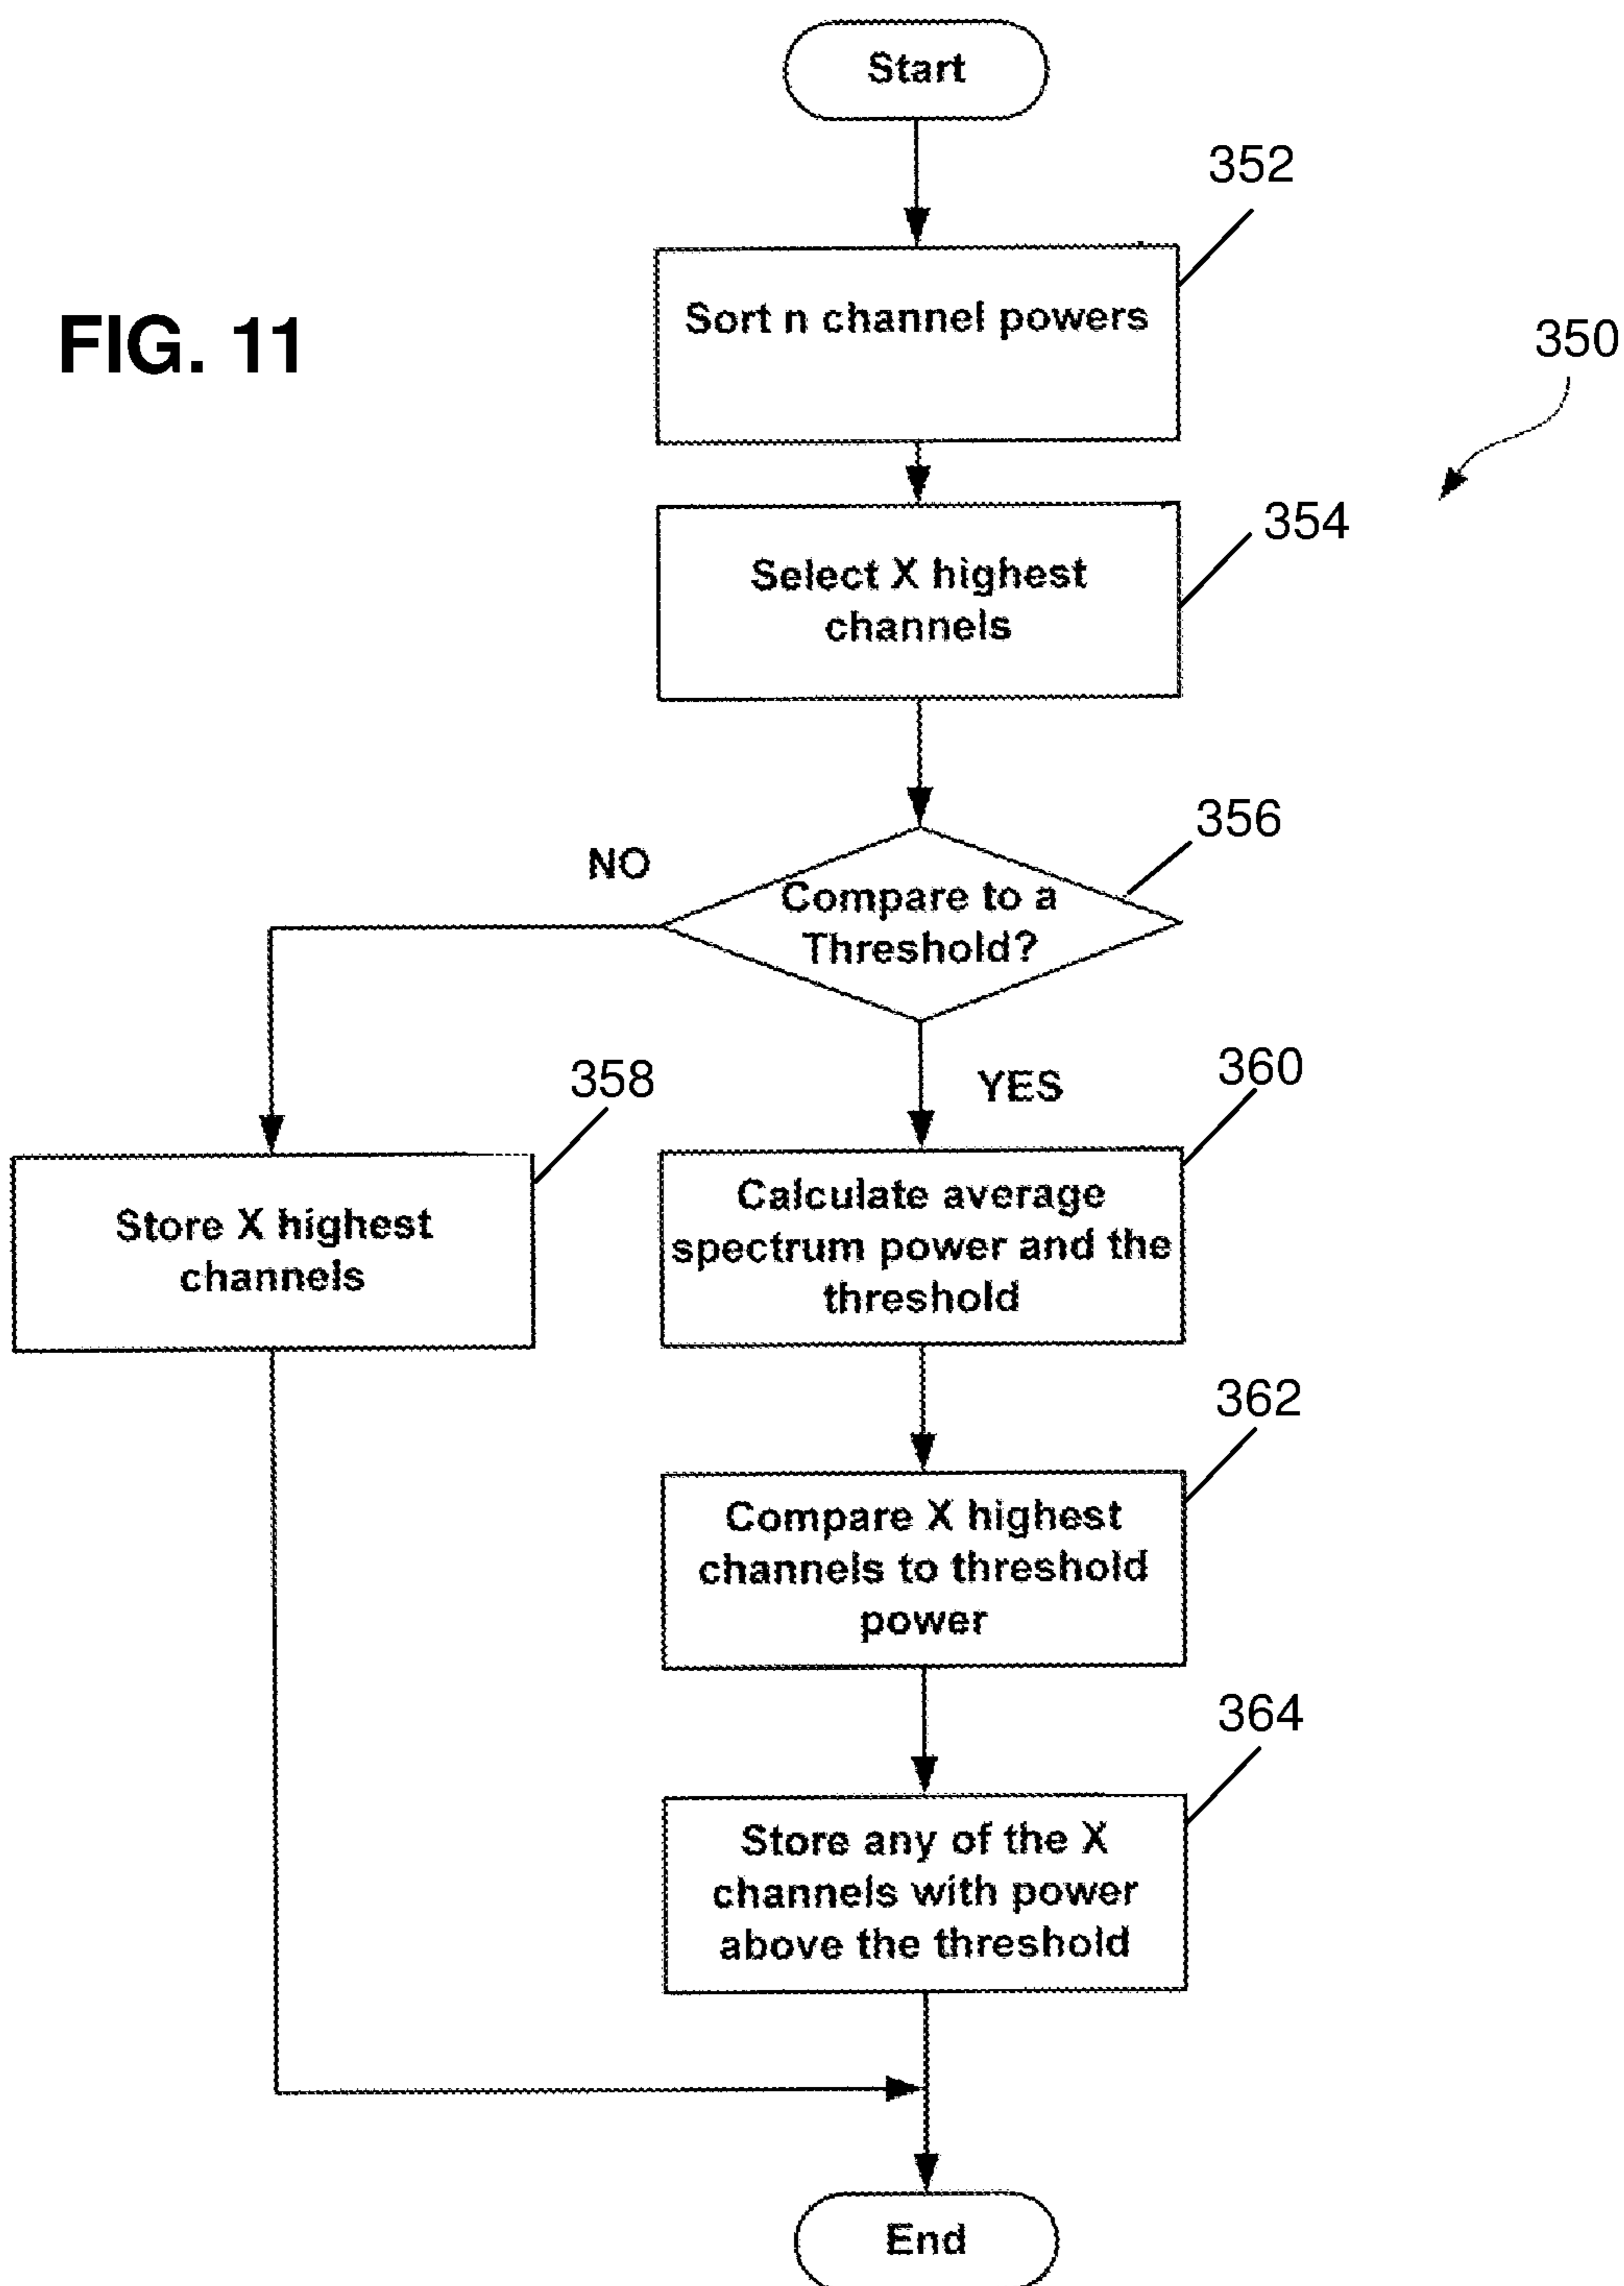 Start
352
Sort n channel powers
FIG. 11
350
354
Select X highest
channels
356
NO
Compare to a
Threshold?
358
YES
360
Store X highest
channels
Calculate average
spectrum power and the
threshold
362
Compare X highest
channels to threshold
power
364
Store any of the X
channels with power
above the threshold
End